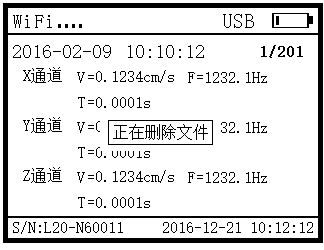 WiFi.... USB
2016-02-09 10:10:12 1/201
X通道 V=0.1234cm/s F=1232.1Hz
T=0.0001s
Y通道 V=0 正在删除文件 32.1Hz
T=0.0001s
Z通道 V=0.1234cm/s F=1232.1Hz
T=0.0001s
S/N:L20-N60011 2016-12-21 10:12:12